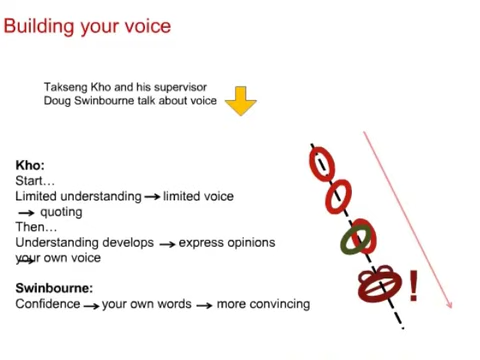 Building your voice
Takseng Kho and his supervisor
Doug Swinbourne talk about voice
Kho:
Start…
Limited understanding → limited voice
→ quoting
Then…
Understanding develops → express opinions
your own voice
Swinbourne:
Confidence → your own words → more convincing
!